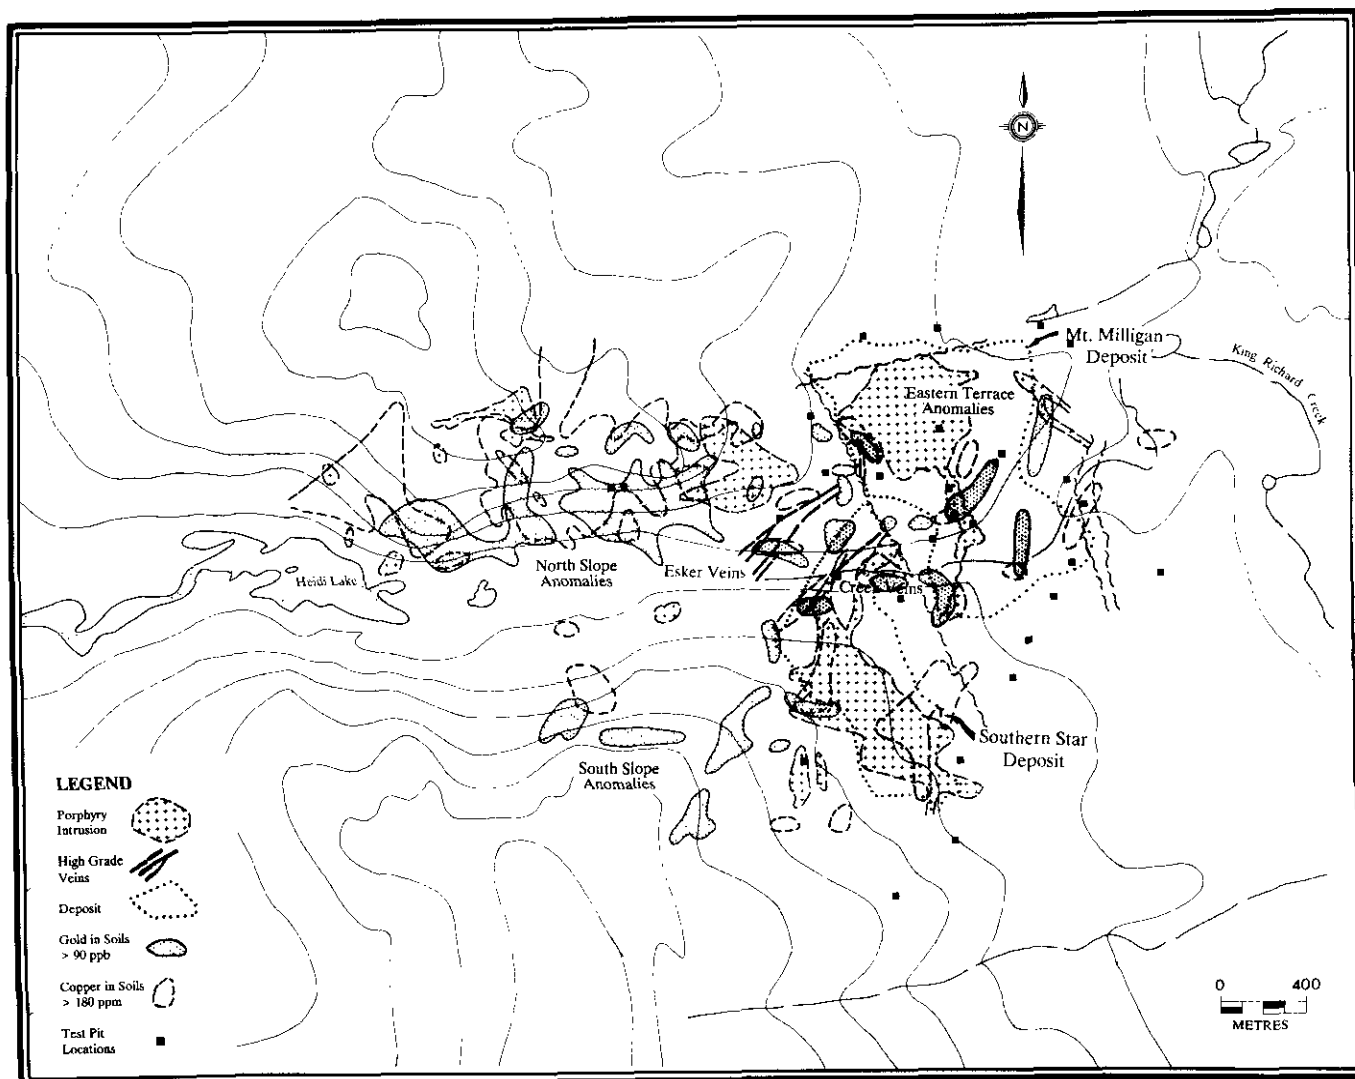 N
Mt. Milligan
Deposit
King Richard Creek
Eastern Terrace
Anomalies
Heidi Lake
North Slope
Anomalies
Esker Veins
Creek Veins
Southern Star
Deposit
South Slope
Anomalies
LEGEND
Porphyry
Intrusion
High Grade
Veins
Deposit
Gold in Soils
> 90 ppb
Copper in Soils
> 180 ppm
Test Pit
Locations
0 400
METRES